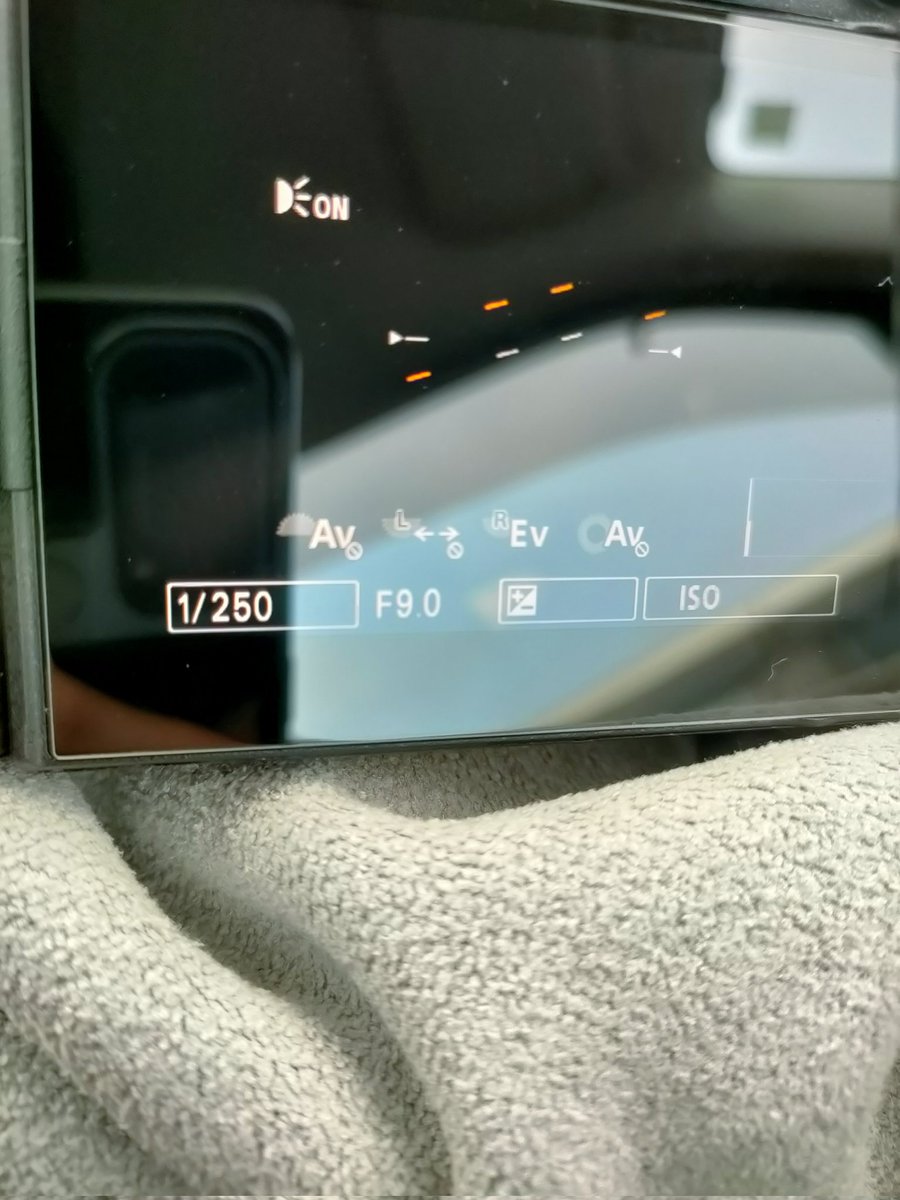 ON
Av L R Ev Av
1/250 F9.0 ISO